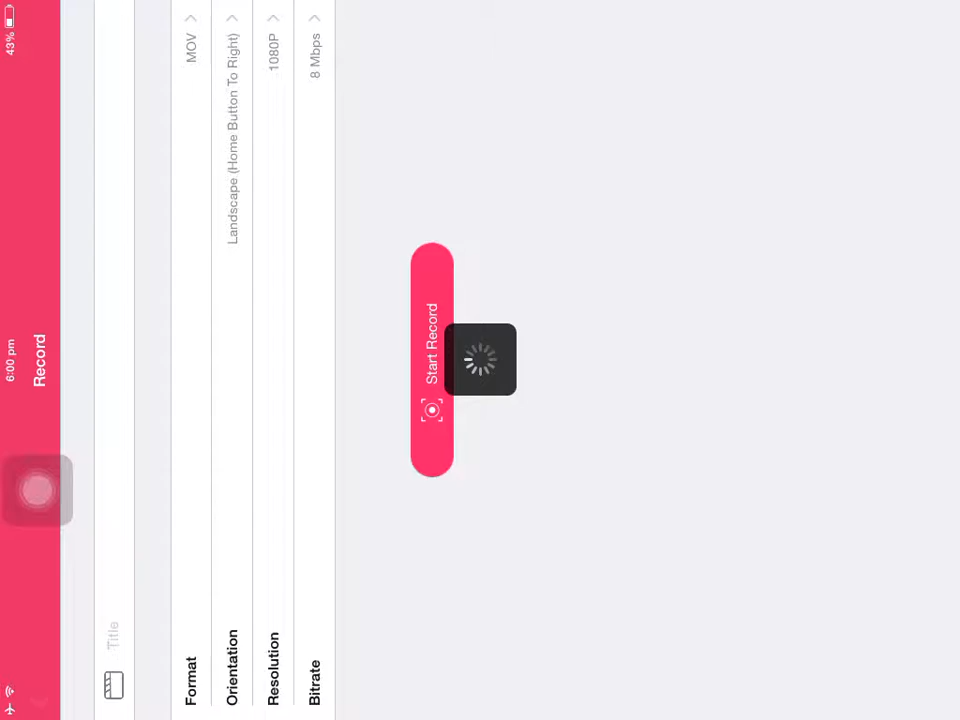 6:00 pm
43%
Record
Title
Format MOV
Orientation Landscape (Home Button To Right)
Resolution 1080P
Bitrate 8 Mbps
Start Record